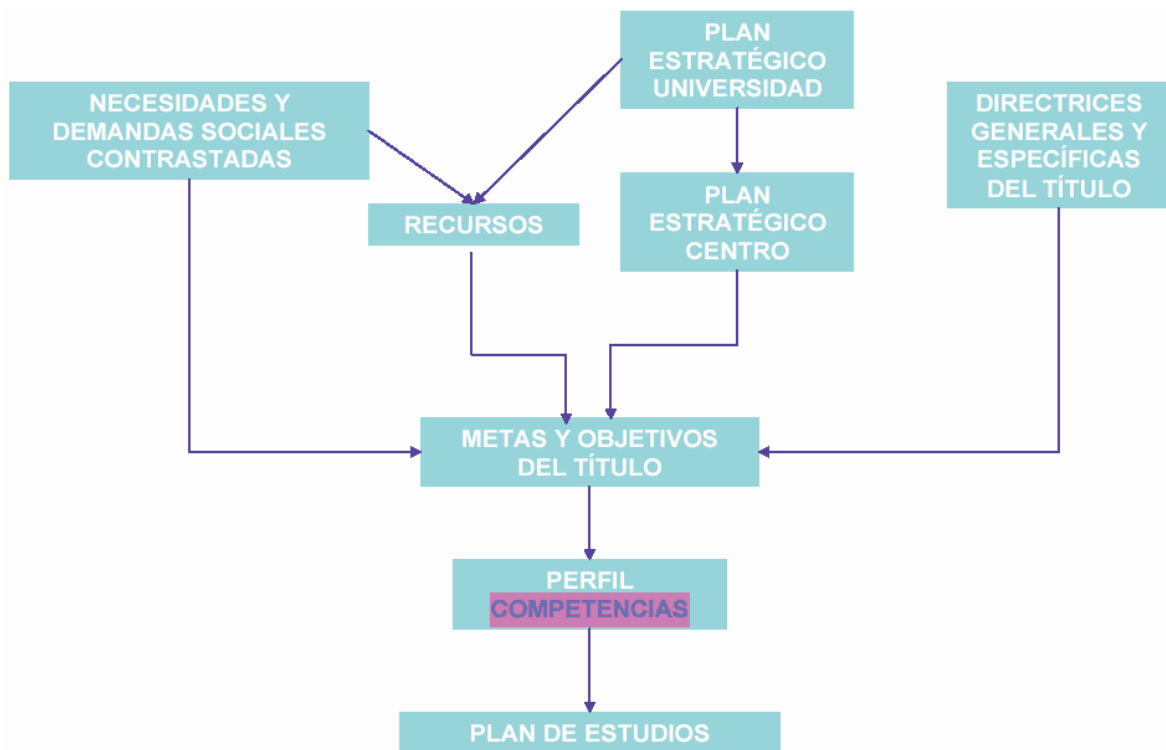 PLAN
ESTRATÉGICO
UNIVERSIDAD
NECESIDADES Y
DEMANDAS SOCIALES
CONTRASTADAS
DIRECTRICES
GENERALES Y
ESPECÍFICAS
DEL TÍTULO
RECURSOS
PLAN
ESTRATÉGICO
CENTRO
METAS Y OBJETIVOS
DEL TÍTULO
PERFIL
COMPETENCIAS
PLAN DE ESTUDIOS